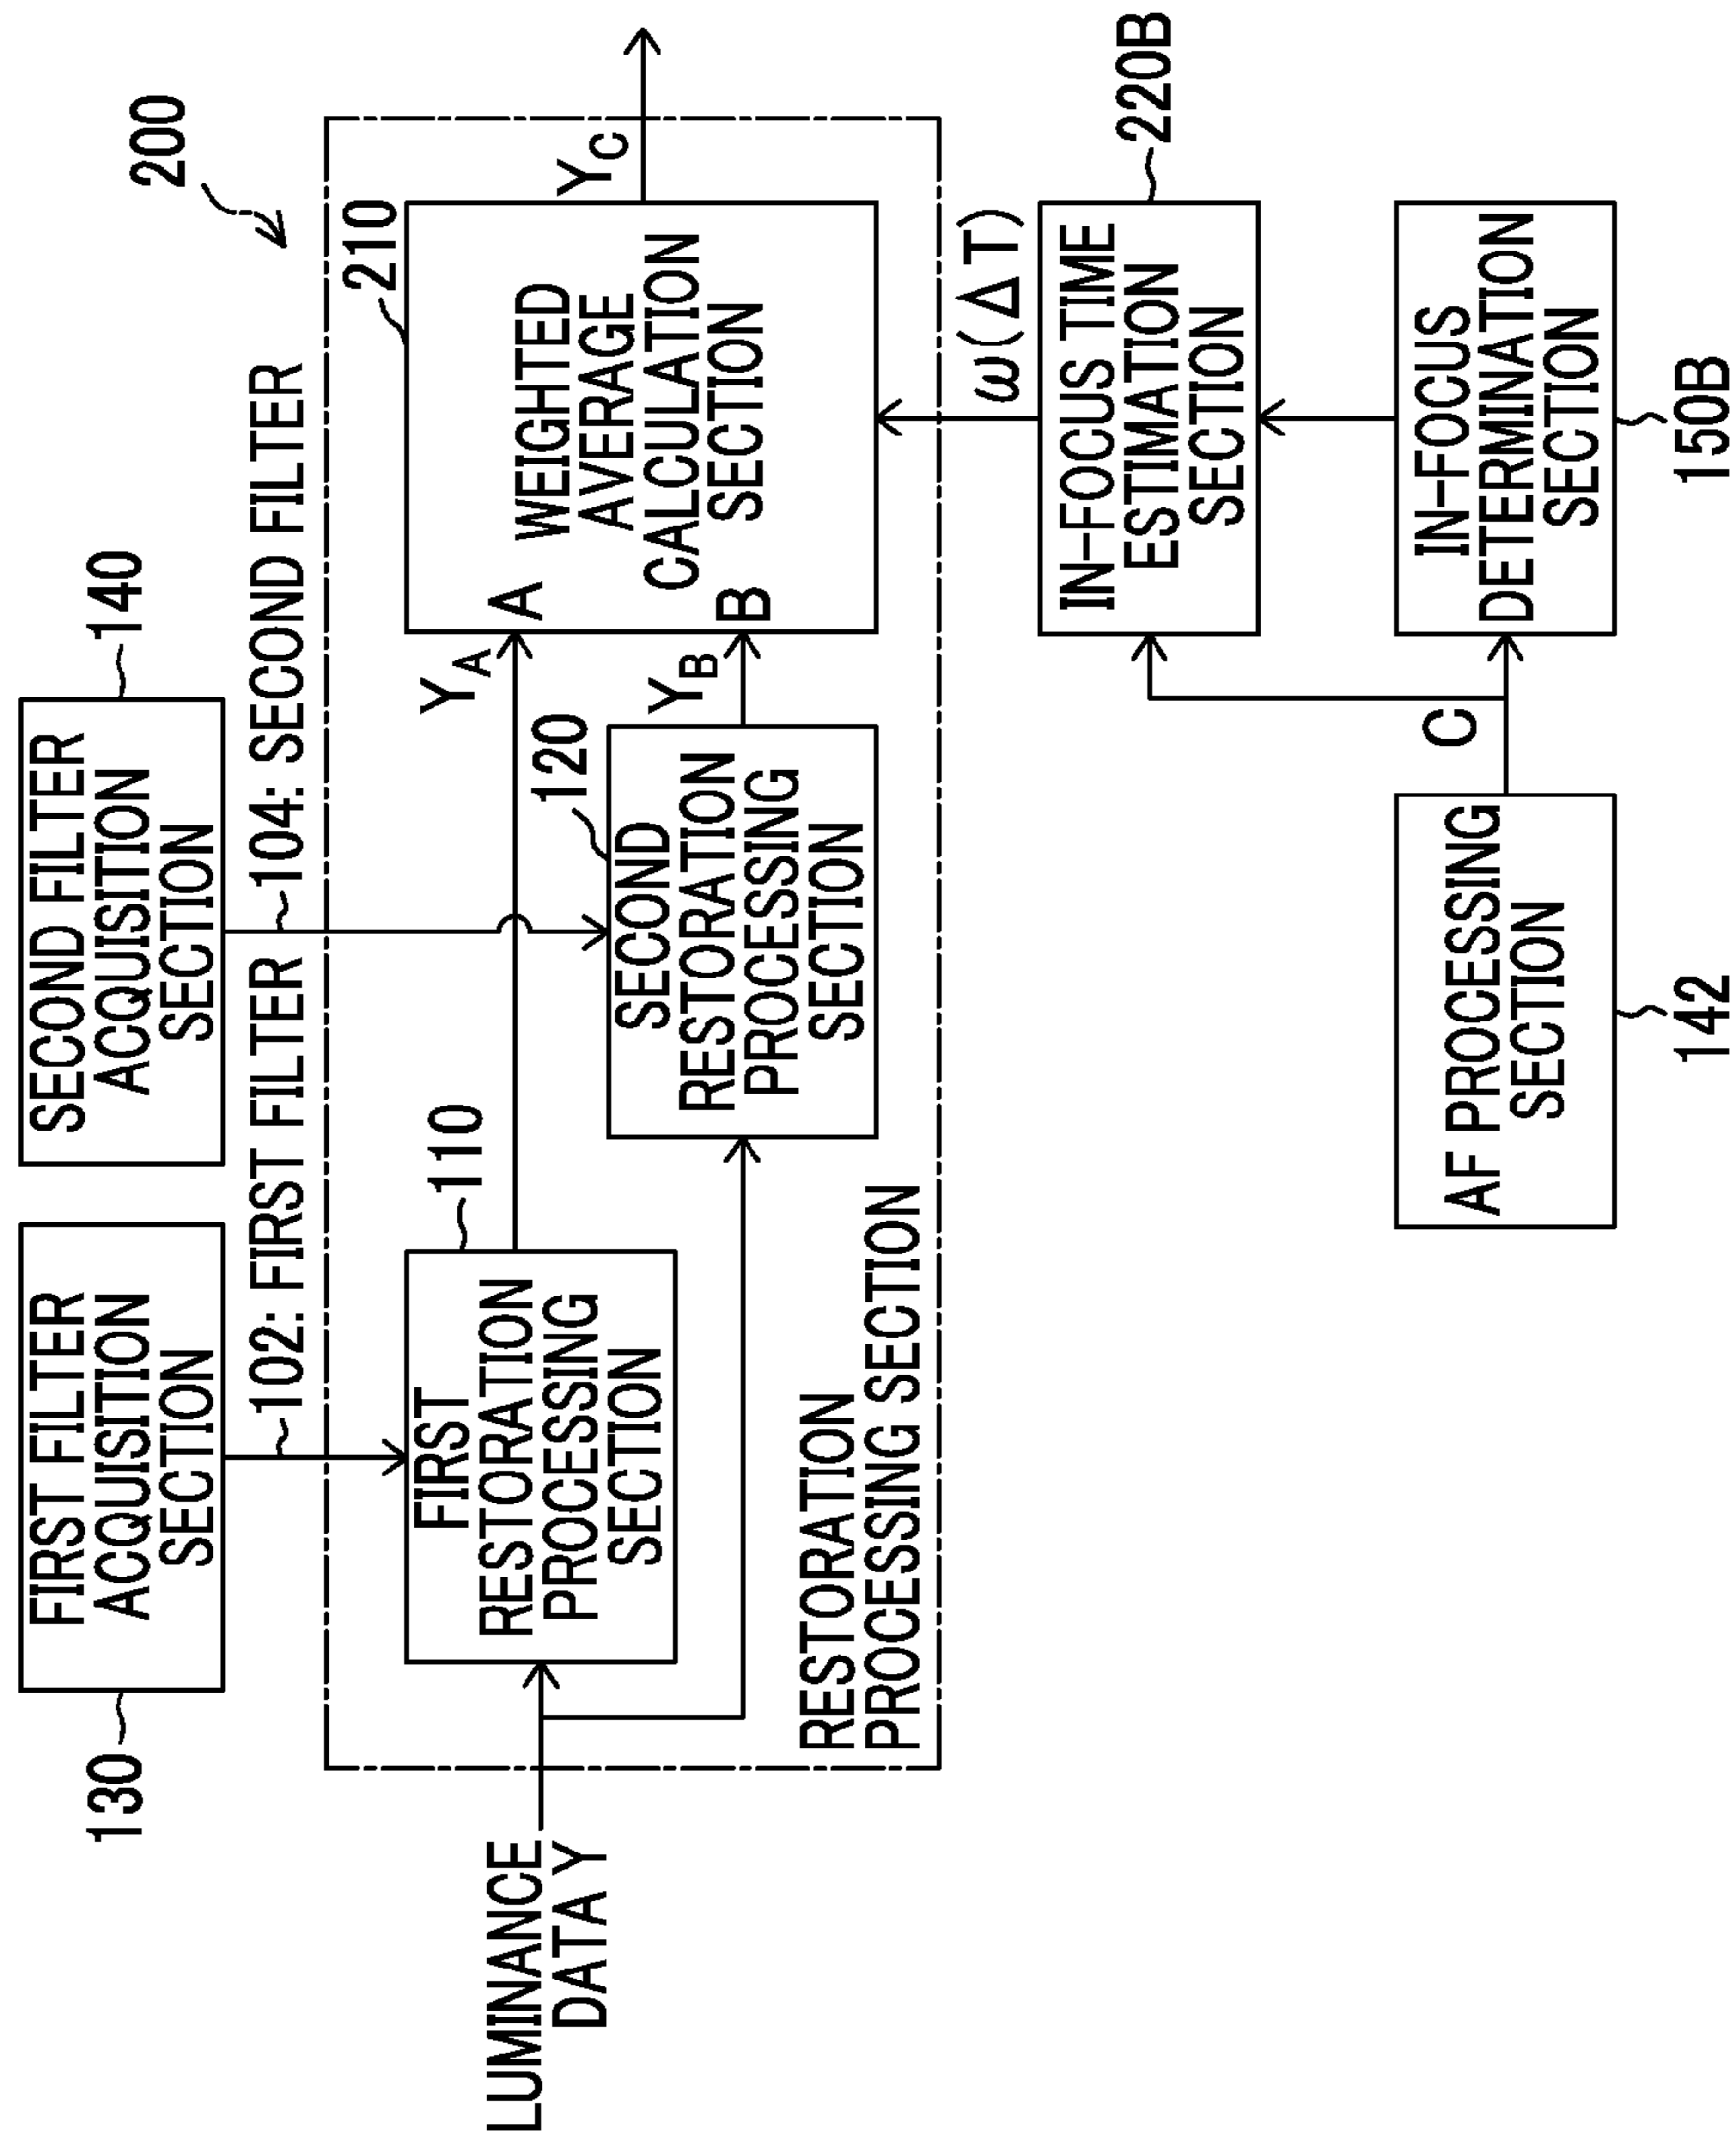 200
130
FIRST FILTER
ACQUISITION
SECTION
SECOND FILTER
ACQUISITION
SECTION
140
102: FIRST FILTER
104: SECOND FILTER
LUMINANCE
DATA Y
110
FIRST
RESTORATION
PROCESSING
SECTION
YA
120
SECOND
RESTORATION
PROCESSING
SECTION
YB
210
A
B
WEIGHTED
AVERAGE
CALCULATION
SECTION
YC
RESTORATION
PROCESSING SECTION
ω(ΔT)
IN-FOCUS TIME
ESTIMATION
SECTION
220B
AF PROCESSING
SECTION
142
C
IN-FOCUS
DETERMINATION
SECTION
150B